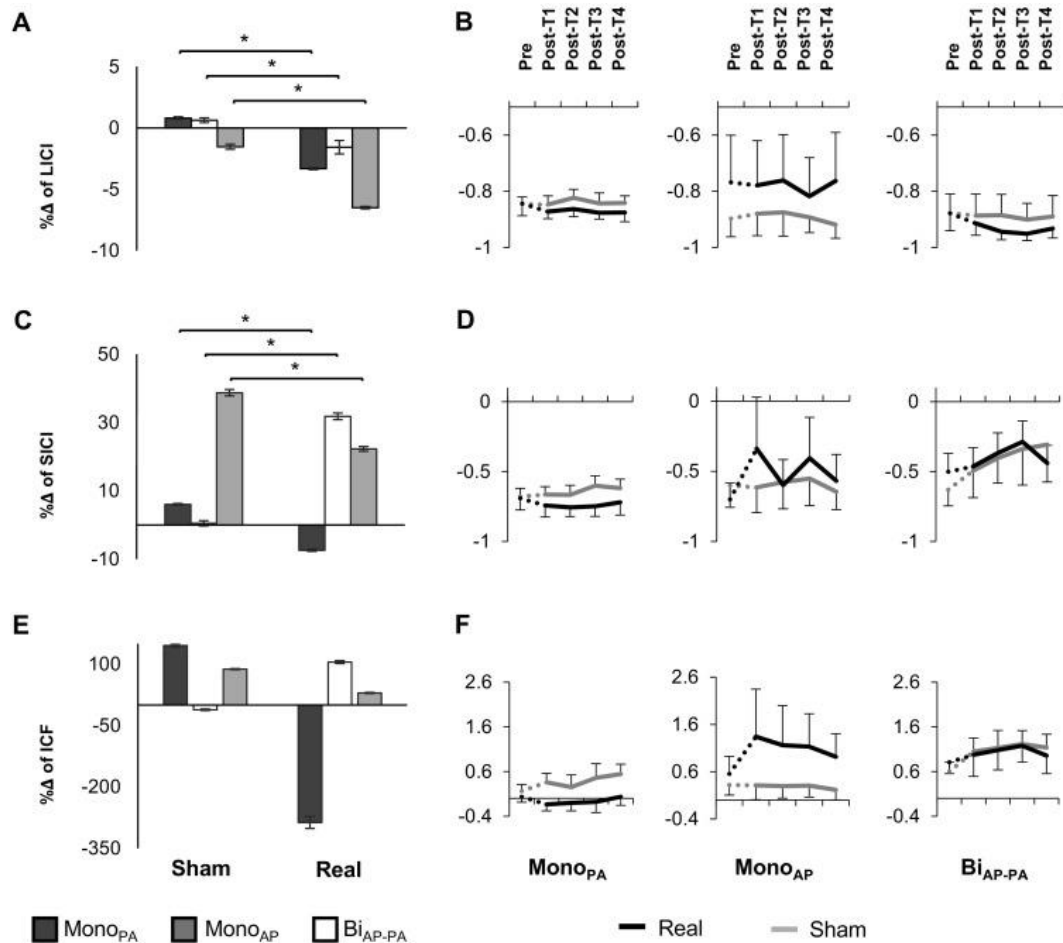 A
*
*
*
5
0
-5
-10
%Δ of LICI
B
Pre
Post-T1
Post-T2
Post-T3
Post-T4
Pre
Post-T1
Post-T2
Post-T3
Post-T4
Pre
Post-T1
Post-T2
Post-T3
Post-T4
-0.6
-0.8
-1
-0.6
-0.8
-1
-0.6
-0.8
-1
C
*
*
*
50
30
10
-10
%Δ of SICI
D
0
-0.5
-1
0
-0.5
-1
0
-0.5
-1
E
100
-50
-200
-350
%Δ of ICF
Sham Real
F
2.6
1.6
0.6
-0.4
2.6
1.6
0.6
-0.4
2.6
1.6
0.6
-0.4
MonoPA MonoAP BiAP-PA
MonoPA MonoAP BiAP-PA
Real Sham